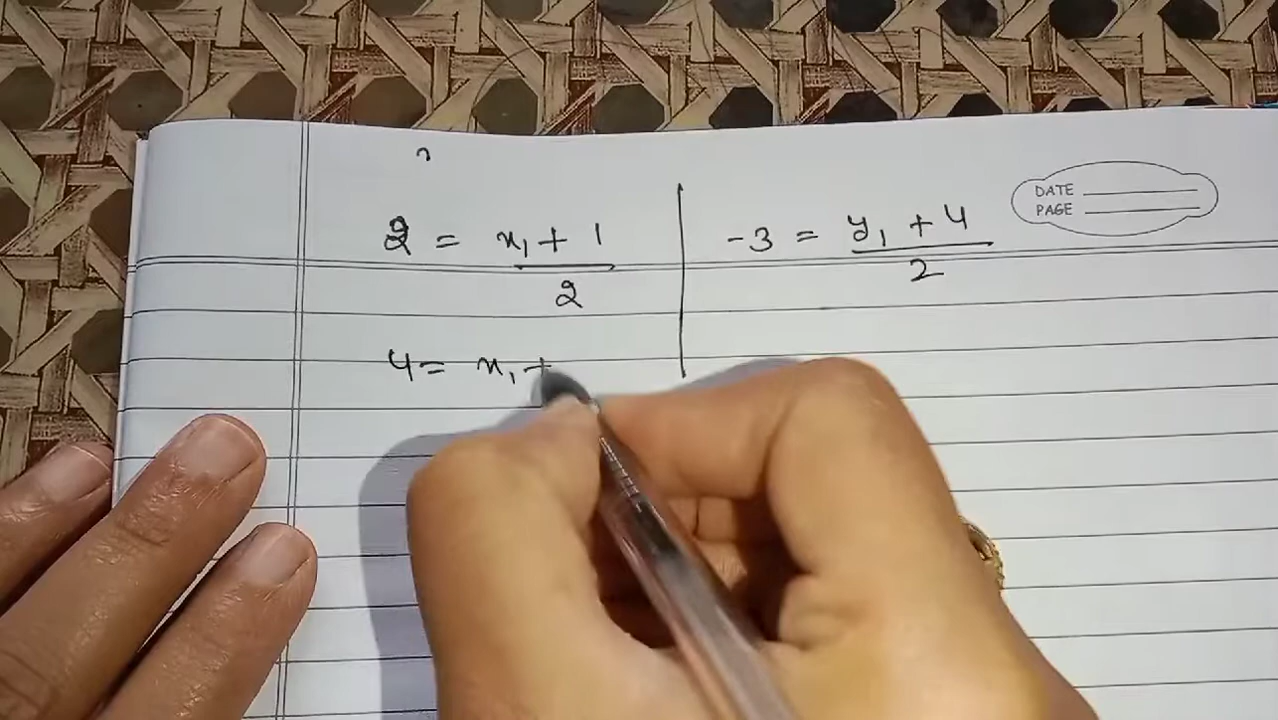 2 = x₁ + 1 / 2
-3 = y₁ + 4 / 2
4 = x₁ +
DATE
PAGE